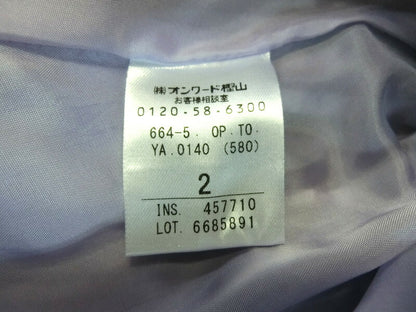 ㈱オンワード樫山
お客様相談室
0120-58-6300
664-5. OP.TO.
YA.0140 (580)
2
INS. 457710
LOT. 6685891